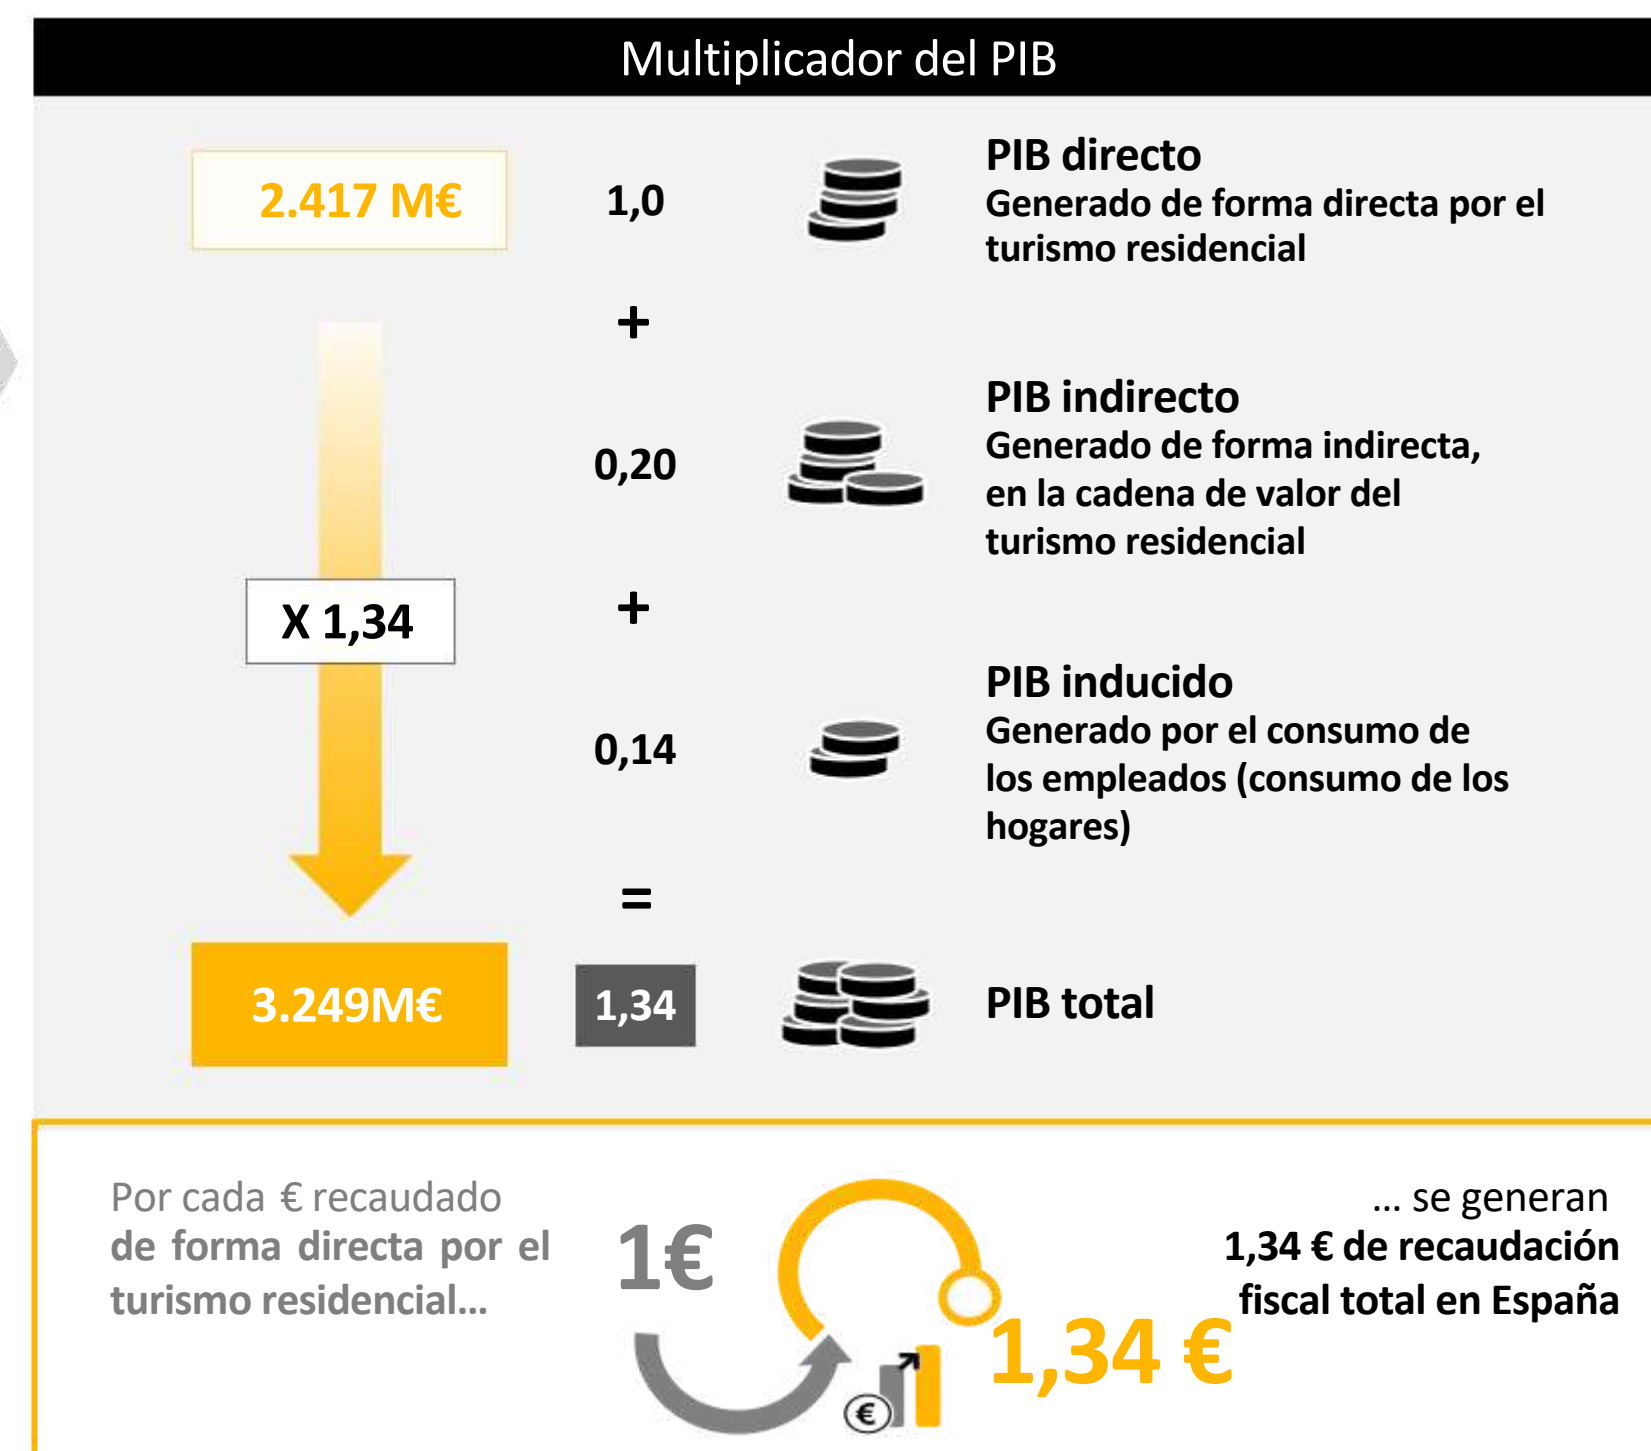 Multiplicador del PIB
2.417 M€
1,0
PIB directo
Generado de forma directa por el
turismo residencial
+
0,20
PIB indirecto
Generado de forma indirecta,
en la cadena de valor del
turismo residencial
X 1,34
+
0,14
PIB inducido
Generado por el consumo de
los empleados (consumo de los
hogares)
=
3.249M€
1,34
PIB total
Por cada € recaudado
de forma directa por el
turismo residencial...
1€
€
1,34 €
... se generan
1,34 € de recaudación
fiscal total en España